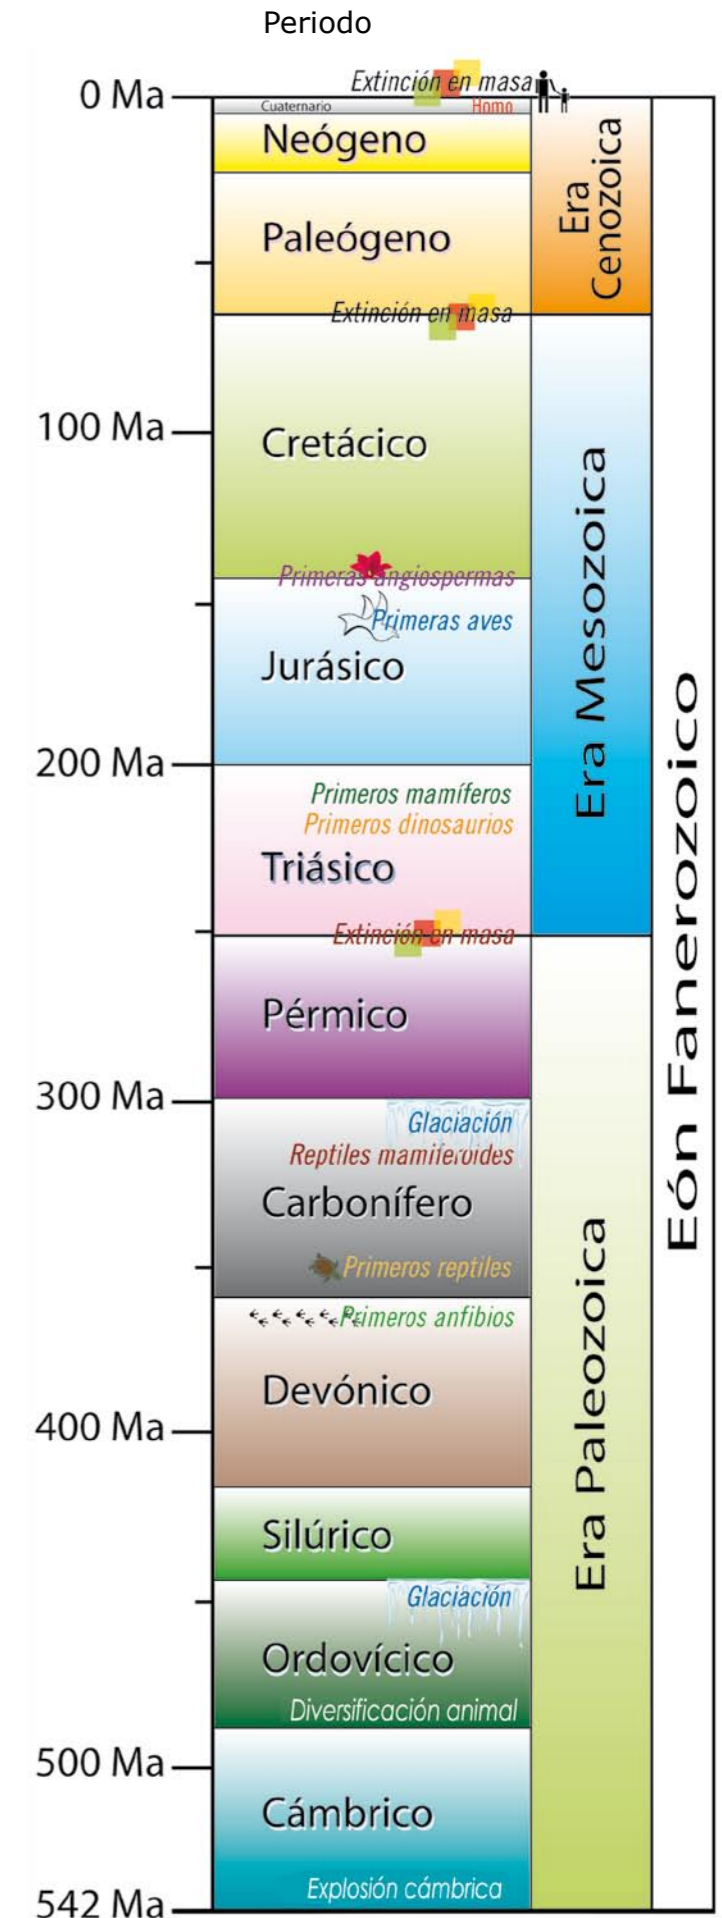 Periodo
Extinción en masa
0 Ma
Cuaternario
Homo
Neógeno
Era
Cenozoica
Paleógeno
Extinción en masa
100 Ma
Cretácico
Era Mesozoica
Primeras angiospermas
Primeras aves
Jurásico
Eón Fanerozoico
200 Ma
Primeros mamíferos
Primeros dinosaurios
Triásico
Extinción en masa
Pérmico
300 Ma
Glaciación
Reptiles mamiferoides
Carbonífero
Era Paleozoica
Primeros reptiles
Primeros anfibios
Devónico
400 Ma
Silúrico
Glaciación
Ordovícico
Diversificación animal
500 Ma
Cámbrico
Explosión cámbrica
542 Ma